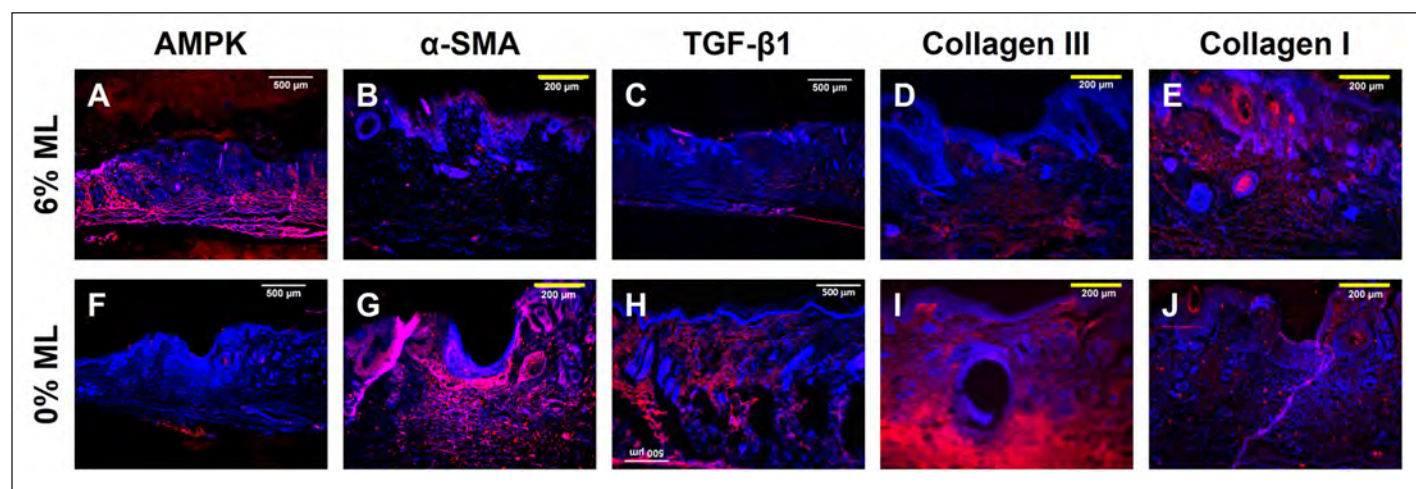 AMPK α-SMA TGF-β1 Collagen III Collagen I
6% ML
A 500 μm B 200 μm C 500 μm D 200 μm E 200 μm
0% ML
F 500 μm G 200 μm H 500 μm I 200 μm J 200 μm
500 μm